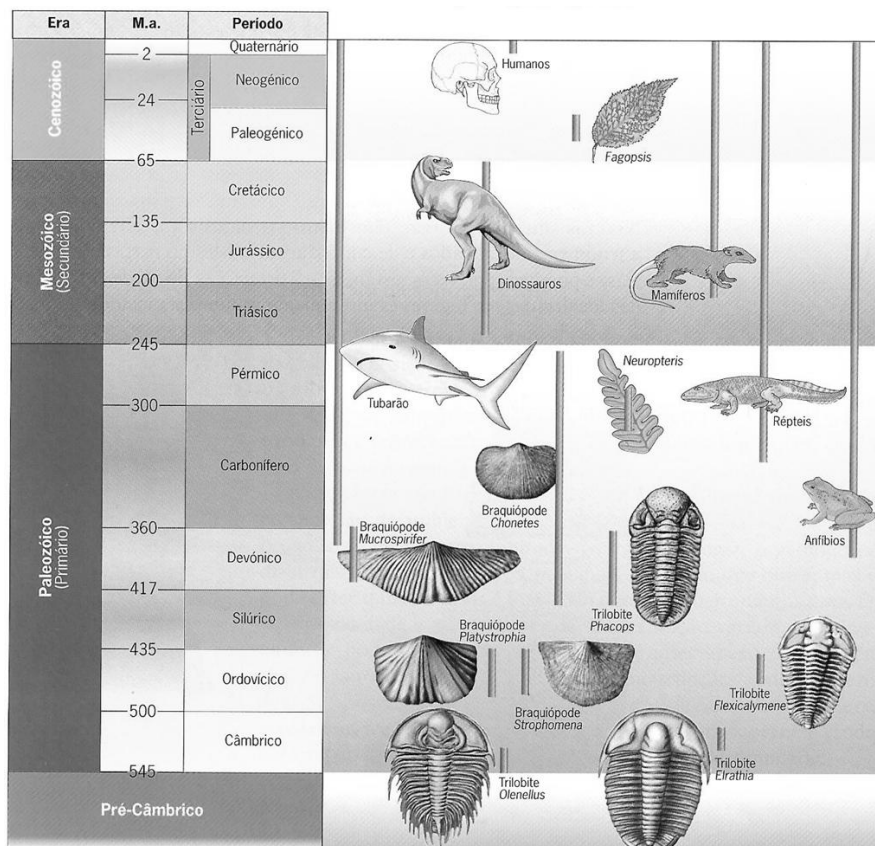 Era M.a. Período
Quaternário
2
Neogénico
24
Terciário
Paleogénico
Cenozóico
65
Cretácico
135
Jurássico
200
Triásico
Mesozóico
(Secundário)
245
Pérmico
300
Carbonífero
360
Devónico
417
Silúrico
435
Ordovícico
500
Câmbrico
545
Paleozóico
(Primário)
Pré-Câmbrico
Humanos
Fagopsis
Dinossauros
Mamíferos
Tubarão
Neuropteris
Répteis
Braquiópode
Chonetes
Anfíbios
Braquiópode
Mucrospirifer
Trilobite
Phacops
Braquiópode
Platystrophia
Braquiópode
Strophomena
Trilobite
Flexicalymene
Trilobite
Olenellus
Trilobite
Elrathia